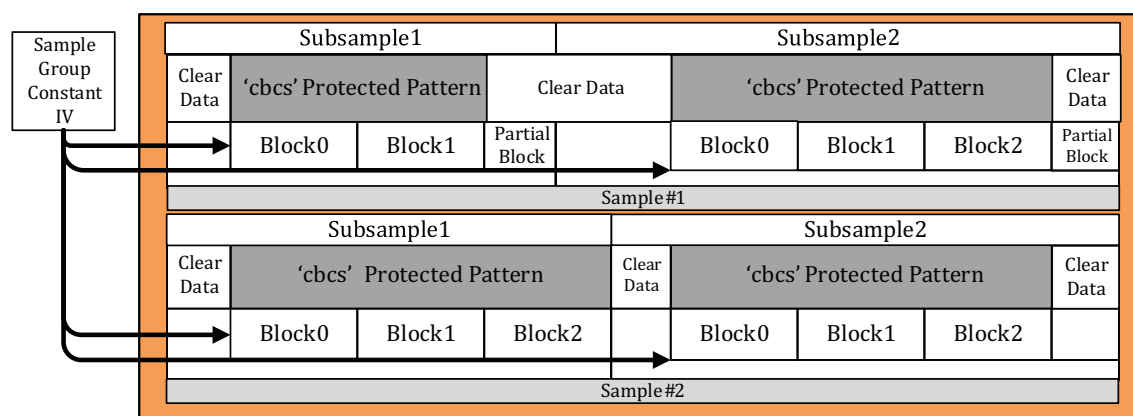 Sample
Group
Constant
IV
Subsample1 Subsample2
Clear
Data
'cbcs' Protected Pattern
Clear Data
'cbcs' Protected Pattern
Clear
Data
Block0 Block1
Partial
Block
Block0 Block1 Block2
Partial
Block
Sample#1
Subsample1 Subsample2
Clear
Data
'cbcs' Protected Pattern
Clear
Data
'cbcs' Protected Pattern
Clear
Data
Block0 Block1 Block2 Block0 Block1 Block2
Sample#2